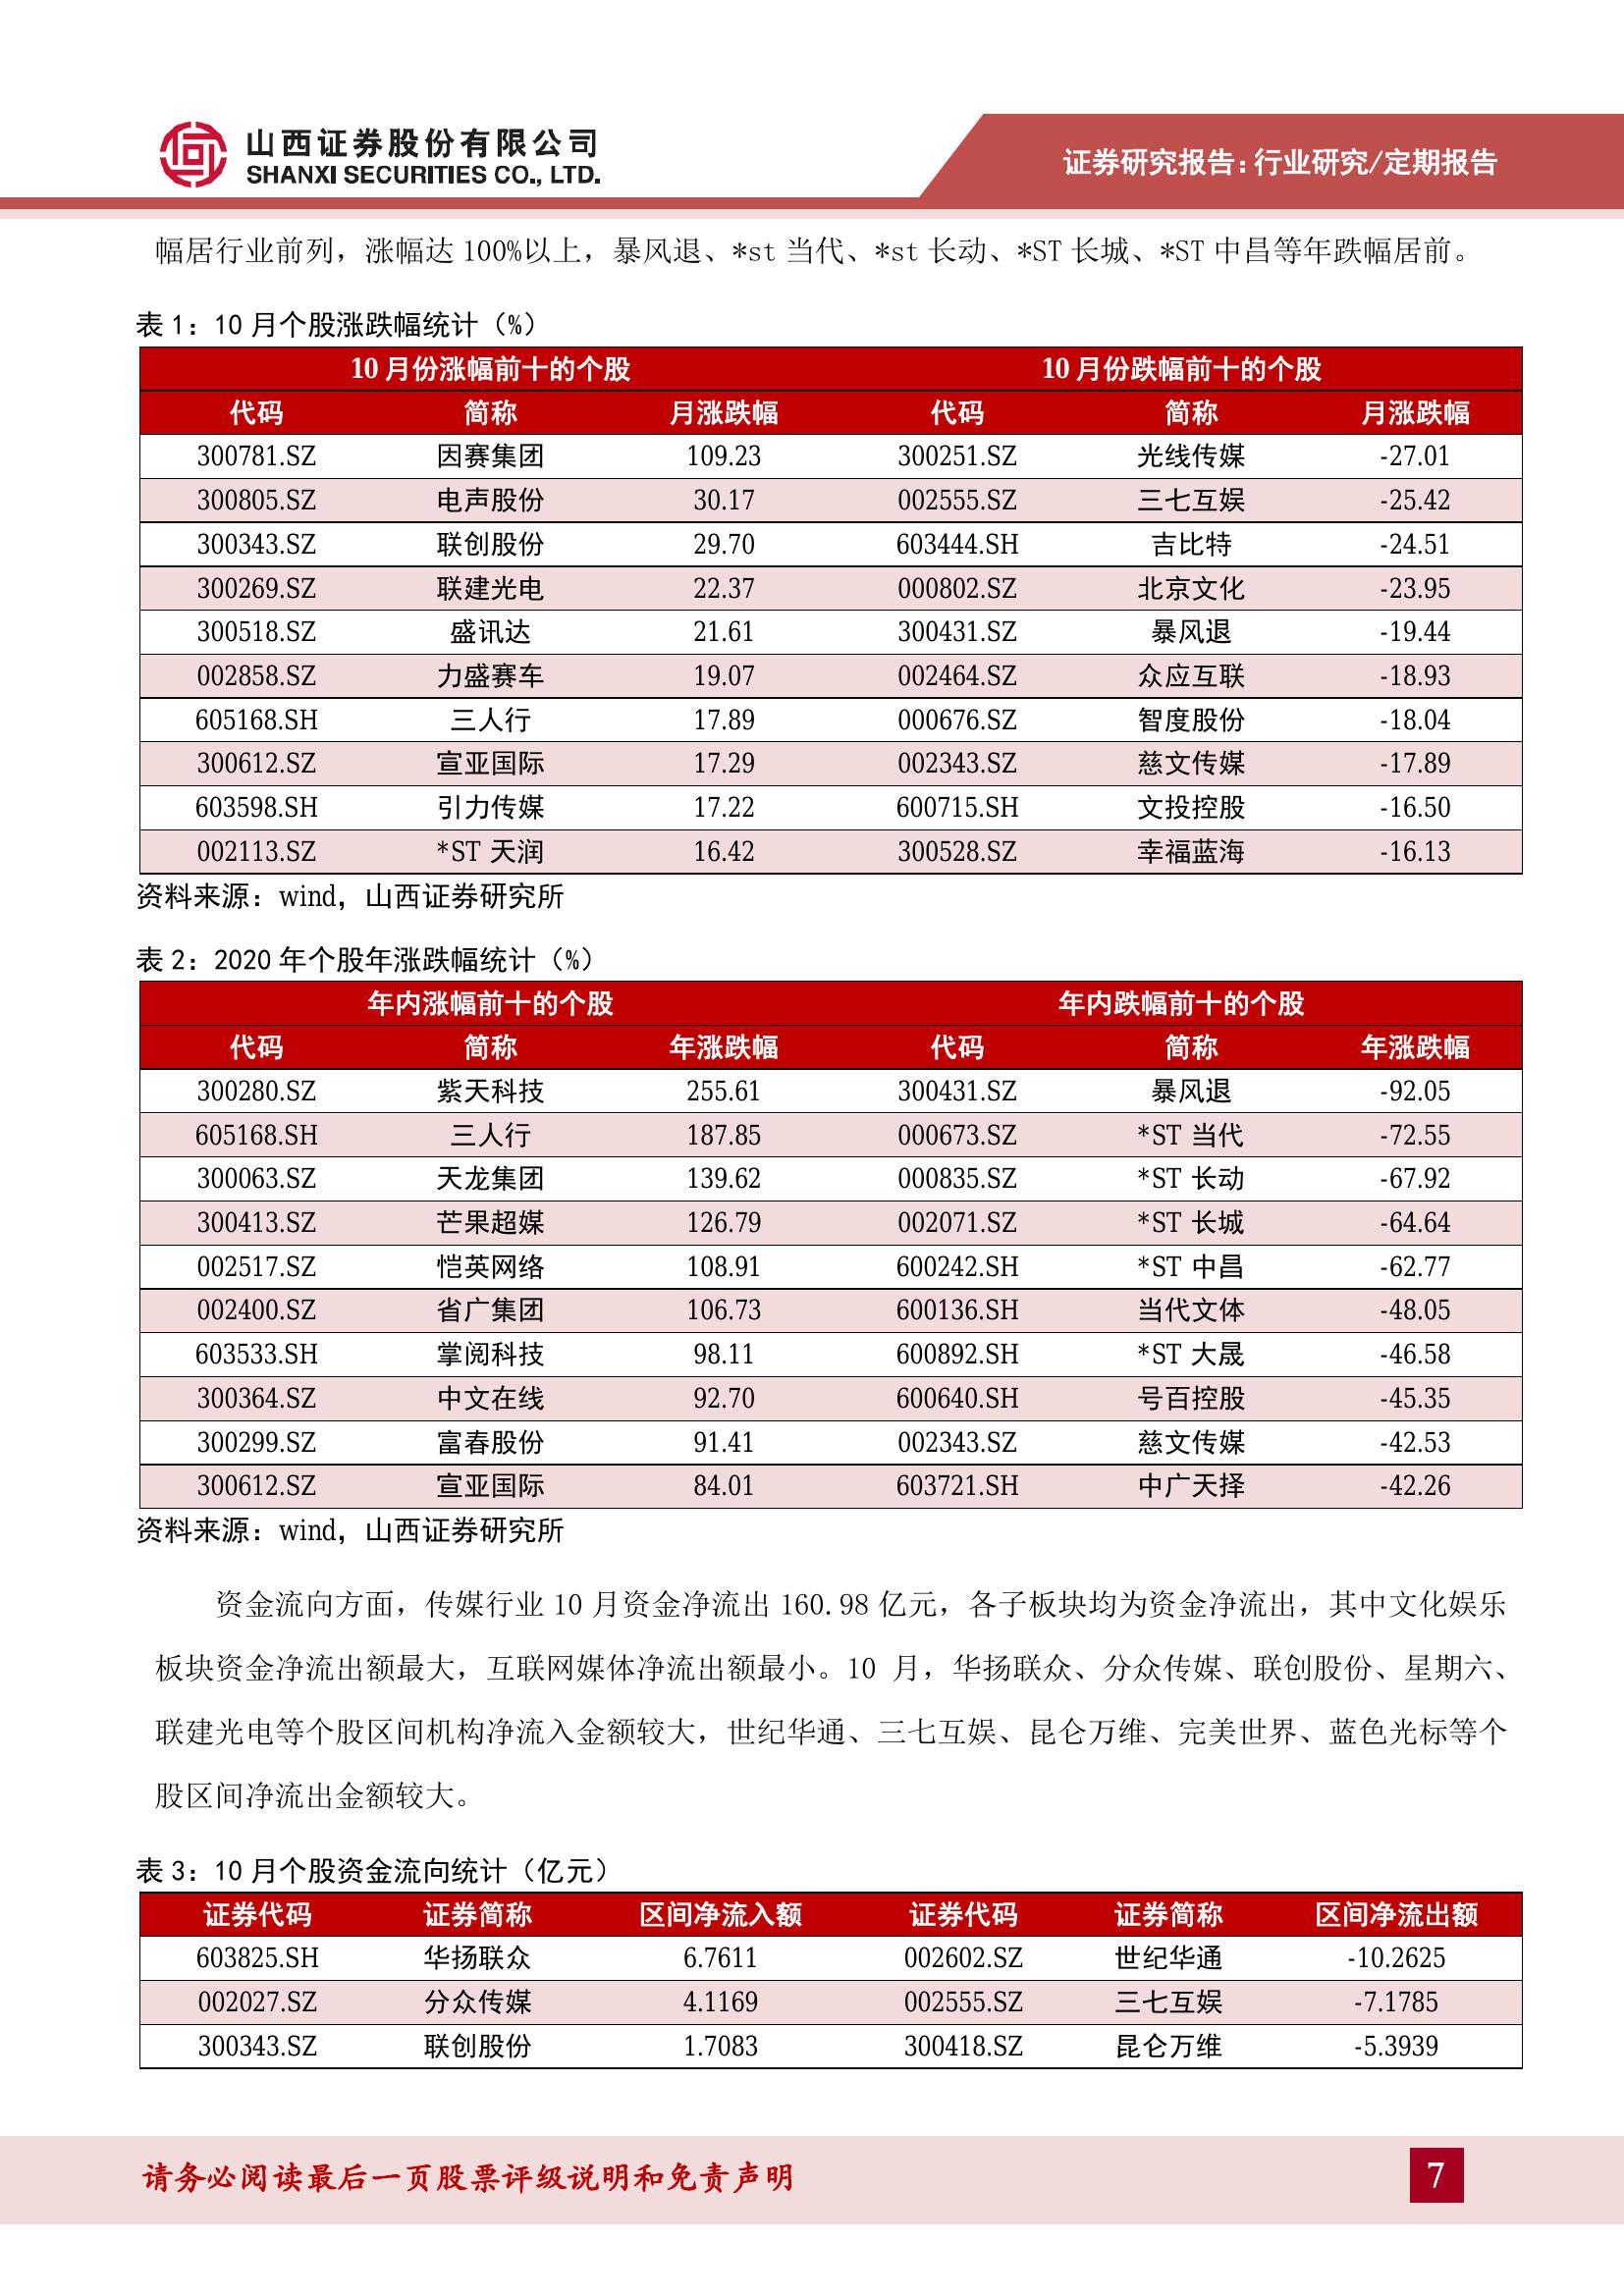 山西证券股份有限公司
SHANXI SECURITIES CO., LTD.
证券研究报告:行业研究/定期报告
幅居行业前列，涨幅达 100%以上，暴风退、*st 当代、*st 长动、*ST 长城、*ST 中昌等年跌幅居前。
表 1：10 月个股涨跌幅统计（%）
10 月份涨幅前十的个股 10 月份跌幅前十的个股
代码 简称 月涨跌幅 代码 简称 月涨跌幅
300781.SZ 因赛集团 109.23 300251.SZ 光线传媒 -27.01
300805.SZ 电声股份 30.17 002555.SZ 三七互娱 -25.42
300343.SZ 联创股份 29.70 603444.SH 吉比特 -24.51
300269.SZ 联建光电 22.37 000802.SZ 北京文化 -23.95
300518.SZ 盛讯达 21.61 300431.SZ 暴风退 -19.44
002858.SZ 力盛赛车 19.07 002464.SZ 众应互联 -18.93
605168.SH 三人行 17.89 000676.SZ 智度股份 -18.04
300612.SZ 宣亚国际 17.29 002343.SZ 慈文传媒 -17.89
603598.SH 引力传媒 17.22 600715.SH 文投控股 -16.50
002113.SZ *ST 天润 16.42 300528.SZ 幸福蓝海 -16.13
资料来源：wind，山西证券研究所
表 2：2020 年个股年涨跌幅统计（%）
年内涨幅前十的个股 年内跌幅前十的个股
代码 简称 年涨跌幅 代码 简称 年涨跌幅
300280.SZ 紫天科技 255.61 300431.SZ 暴风退 -92.05
605168.SH 三人行 187.85 000673.SZ *ST 当代 -72.55
300063.SZ 天龙集团 139.62 000835.SZ *ST 长动 -67.92
300413.SZ 芒果超媒 126.79 002071.SZ *ST 长城 -64.64
002517.SZ 恺英网络 108.91 600242.SH *ST 中昌 -62.77
002400.SZ 省广集团 106.73 600136.SH 当代文体 -48.05
603533.SH 掌阅科技 98.11 600892.SH *ST 大晟 -46.58
300364.SZ 中文在线 92.70 600640.SH 号百控股 -45.35
300299.SZ 富春股份 91.41 002343.SZ 慈文传媒 -42.53
300612.SZ 宣亚国际 84.01 603721.SH 中广天择 -42.26
资料来源：wind，山西证券研究所
资金流向方面，传媒行业 10 月资金净流出 160.98 亿元，各子板块均为资金净流出，其中文化娱乐
板块资金净流出额最大，互联网媒体净流出额最小。10 月，华扬联众、分众传媒、联创股份、星期六、
联建光电等个股区间机构净流入金额较大，世纪华通、三七互娱、昆仑万维、完美世界、蓝色光标等个
股区间净流出金额较大。
表 3：10 月个股资金流向统计（亿元）
证券代码 证券简称 区间净流入额 证券代码 证券简称 区间净流出额
603825.SH 华扬联众 6.7611 002602.SZ 世纪华通 -10.2625
002027.SZ 分众传媒 4.1169 002555.SZ 三七互娱 -7.1785
300343.SZ 联创股份 1.7083 300418.SZ 昆仑万维 -5.3939
请务必阅读最后一页股票评级说明和免责声明
7